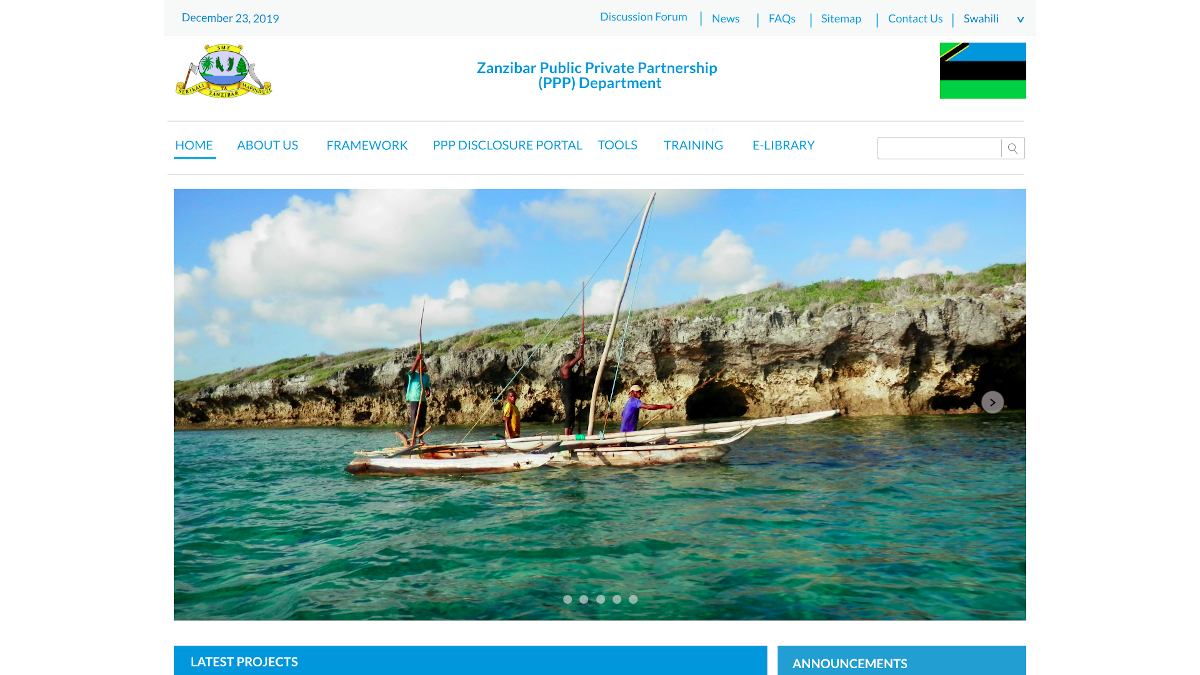 December 23, 2019
Discussion Forum
News
FAQs
Sitemap
Contact Us
Swahili
SMZ
SERIKALI YA MAPINDUZI
ZANZIBAR
Zanzibar Public Private Partnership
(PPP) Department
HOME
ABOUT US
FRAMEWORK
PPP DISCLOSURE PORTAL
TOOLS
TRAINING
E-LIBRARY
LATEST PROJECTS
ANNOUNCEMENTS